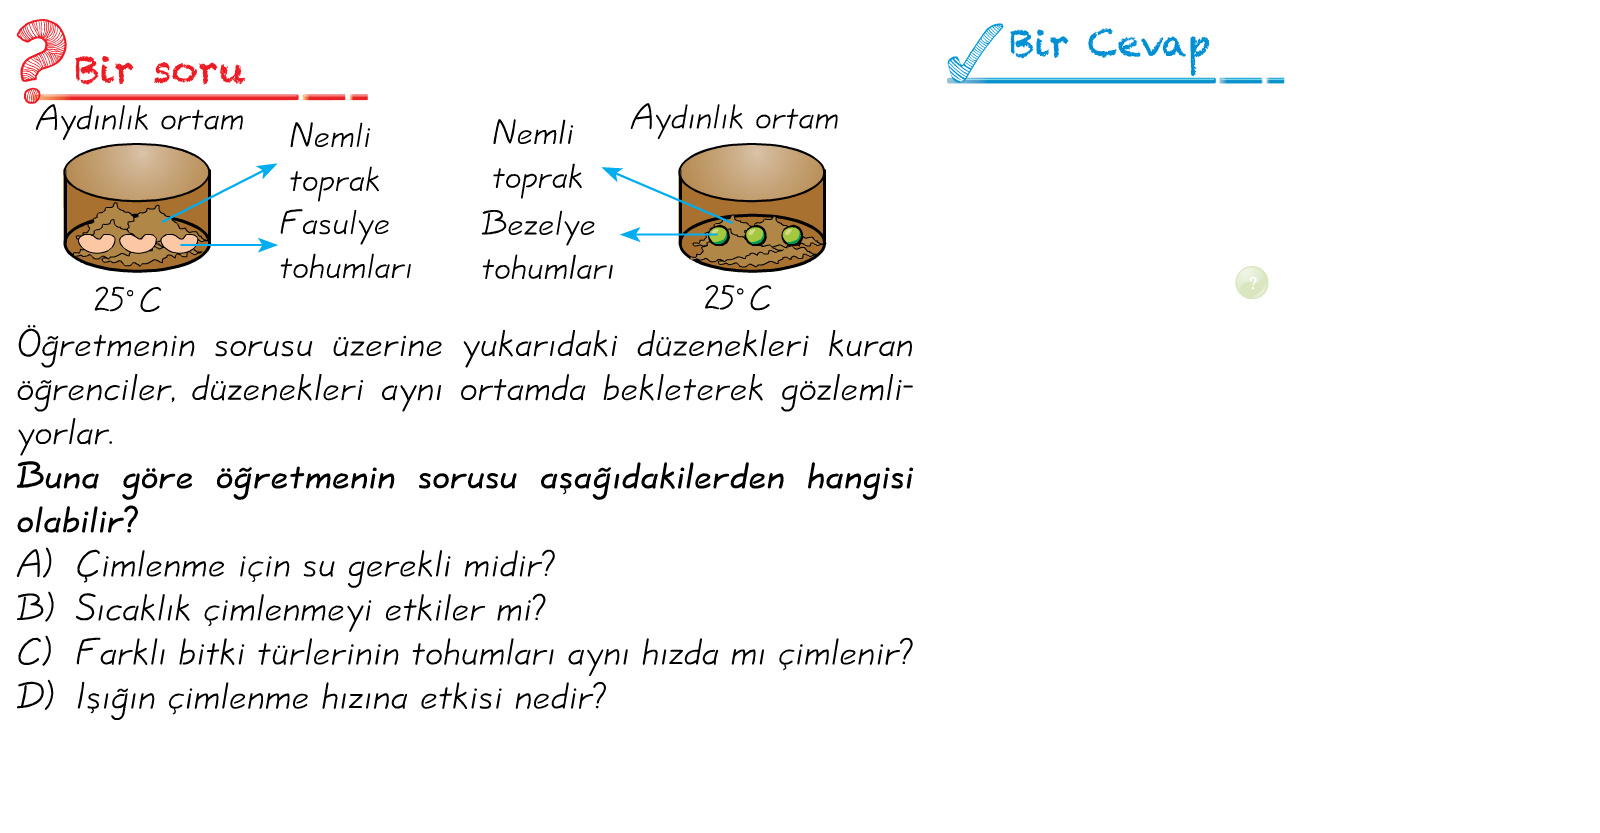 Bir soru
Bir Cevap
Aydınlık ortam
Nemli
toprak
Fasulye
tohumları
25°C
Aydınlık ortam
Nemli
toprak
Bezelye
tohumları
25°C
?
Öğretmenin sorusu üzerine yukarıdaki düzenekleri kuran
öğrenciler, düzenekleri aynı ortamda bekleterek gözlemli-
yorlar.
Buna göre öğretmenin sorusu aşağıdakilerden hangisi
olabilir?
A) Çimlenme için su gerekli midir?
B) Sıcaklık çimlenmeyi etkiler mi?
C) Farklı bitki türlerinin tohumları aynı hızda mı çimlenir?
D) Işığın çimlenme hızına etkisi nedir?